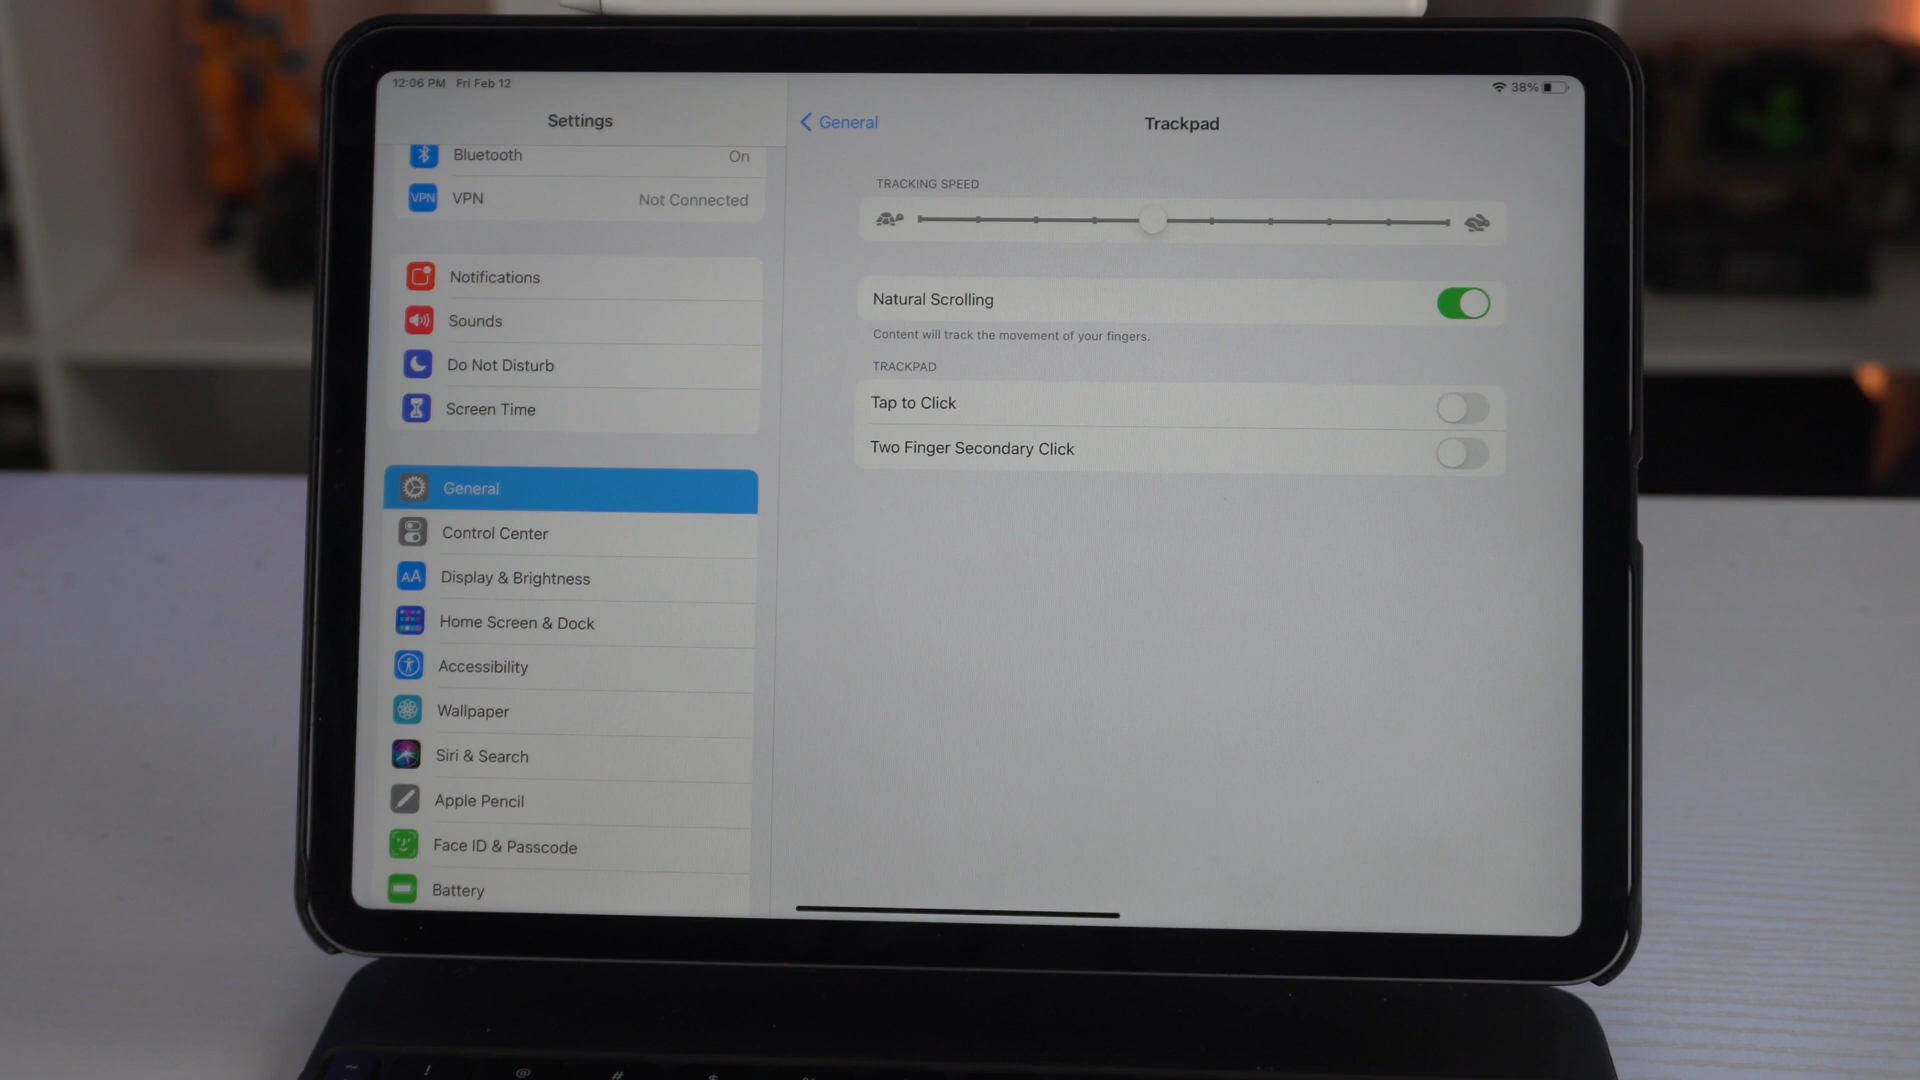 12:06 PM Fri Feb 12
38%
Settings
Bluetooth On
VPN VPN Not Connected
Notifications
Sounds
Do Not Disturb
Screen Time
General
Control Center
AA Display & Brightness
Home Screen & Dock
Accessibility
Wallpaper
Siri & Search
Apple Pencil
Face ID & Passcode
Battery
General
Trackpad
TRACKING SPEED
Natural Scrolling
Content will track the movement of your fingers.
TRACKPAD
Tap to Click
Two Finger Secondary Click
~ ! @ #